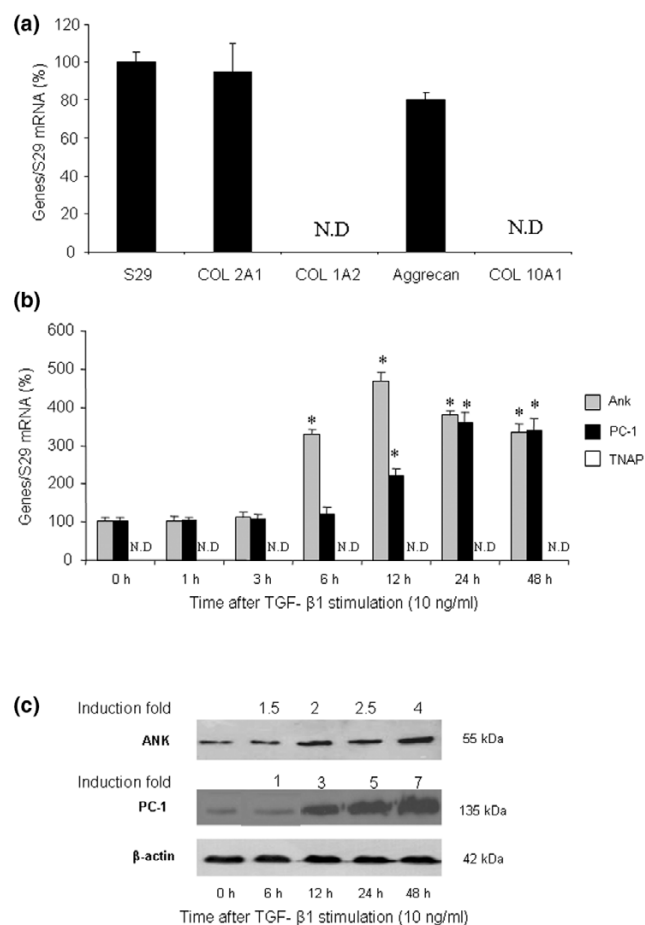 (a)
Genes/S29 mRNA (%)
120
100
80
60
40
20
0
N.D
N.D
S29 COL 2A1 COL 1A2 Aggrecan COL 10A1
(b)
Genes/S29 mRNA (%)
600
500
400
300
200
100
0
* * * * * * *
N.D N.D N.D N.D N.D N.D N.D
0 h 1 h 3 h 6 h 12 h 24 h 48 h
Time after TGF- β1 stimulation (10 ng/ml)
Ank
PC-1
TNAP
(c)
Induction fold 1.5 2 2.5 4
ANK 55 kDa
Induction fold 1 3 5 7
PC-1 135 kDa
β-actin 42 kDa
0 h 6 h 12 h 24 h 48 h
Time after TGF- β1 stimulation (10 ng/ml)